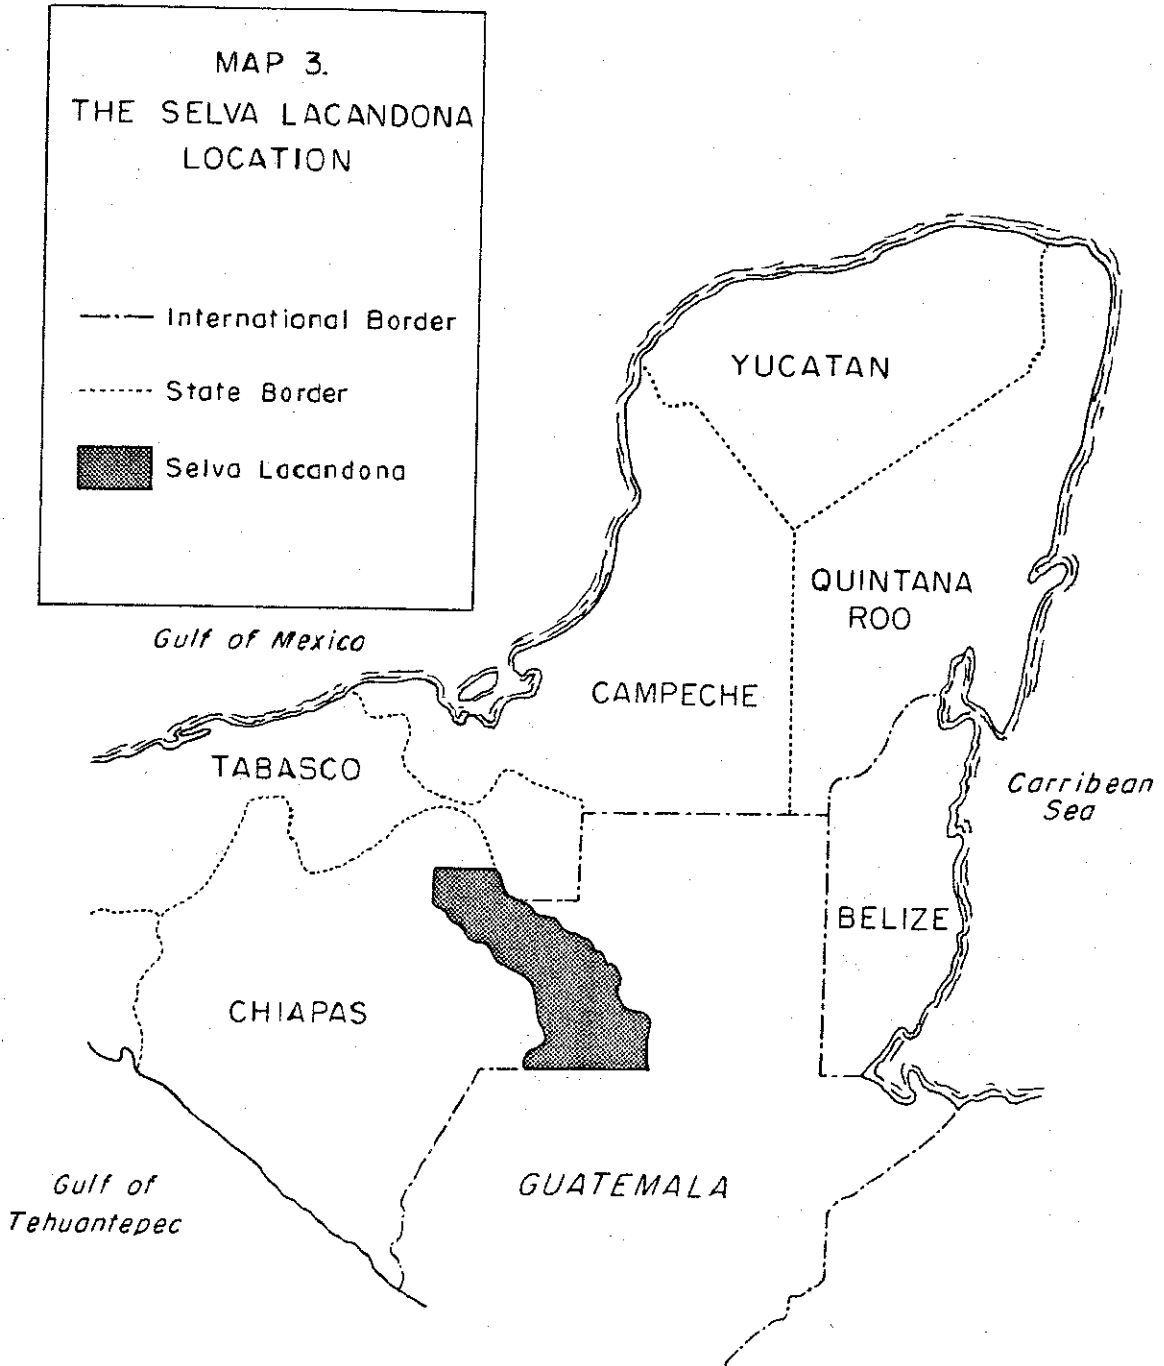 MAP 3.
THE SELVA LACANDONA
LOCATION
International Border
State Border
Selva Lacandona
Gulf of Mexico
YUCATAN
QUINTANA
ROO
CAMPECHE
TABASCO
Carribean
Sea
BELIZE
CHIAPAS
GUATEMALA
Gulf of
Tehuantepec